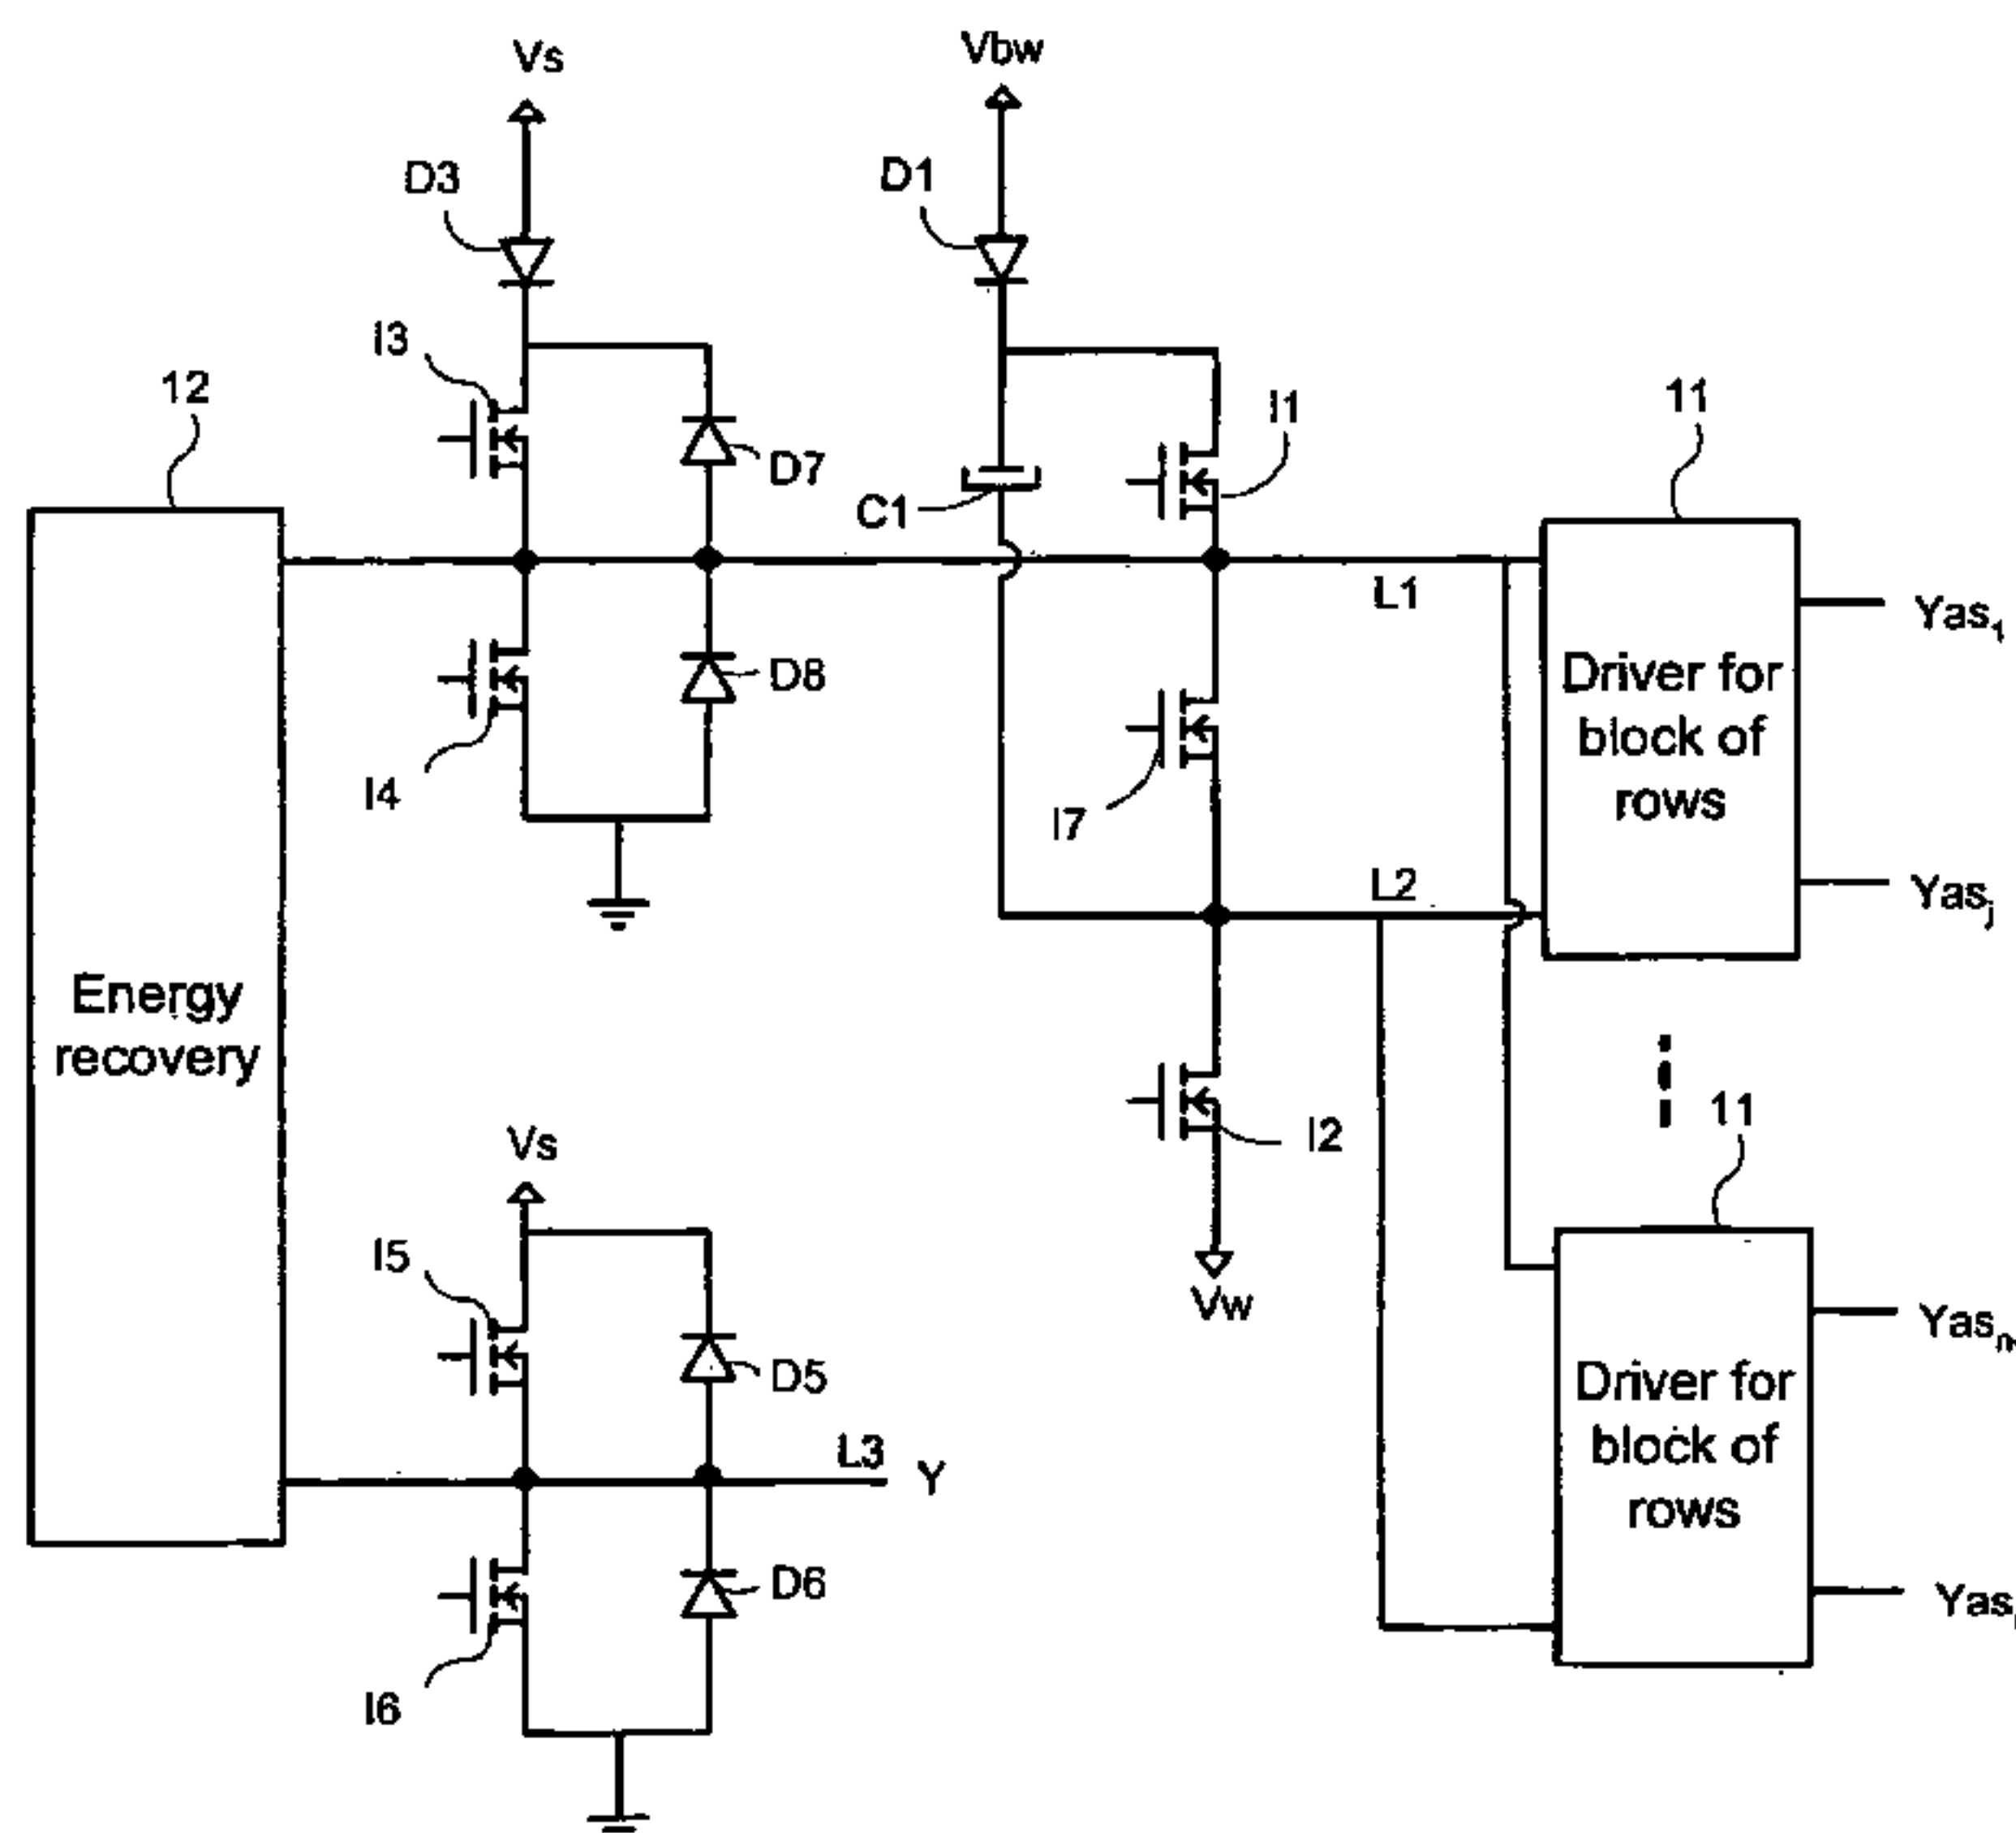 Vs
Vbw
D3
D1
I3
12
I1
11
D7
C1
L1
Yas1
D8
Driver for
block of
rows
I4
I7
L2
Yasj
Energy
recovery
Vs
I2
11
I5
Vw
D5
Driver for
block of
rows
L3
Y
D6
I6